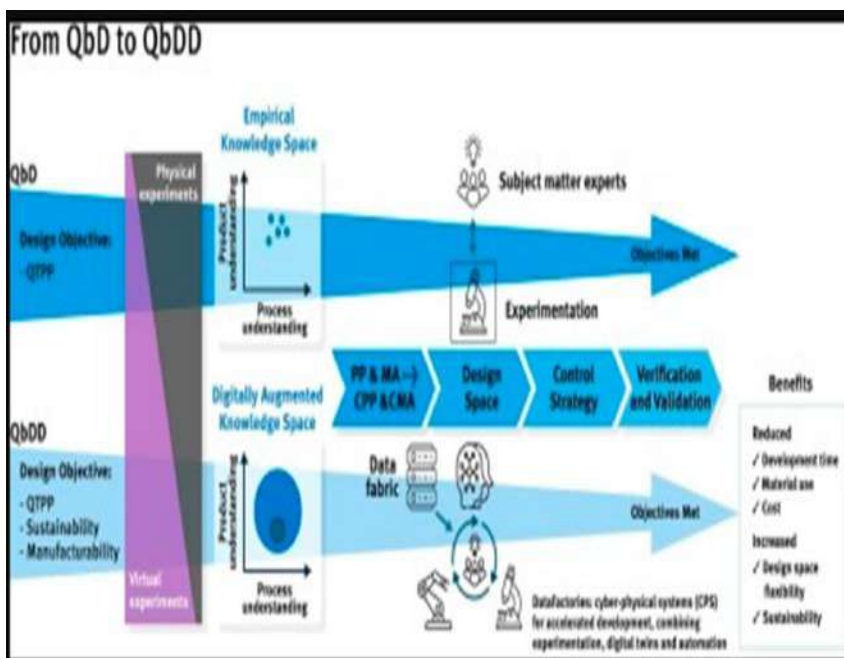 From QbD to QbDD
Empirical
Knowledge Space
QbD
Physical
experiments
Design Objective:
- QTPP
Product
understanding
Process
understanding
Subject matter experts
Experimentation
Objectives Met
PP & MA →
CPP & CMA
Design
Space
Control
Strategy
Verification
and Validation
Digitally Augmented
Knowledge Space
QbDD
Design Objective:
- QTPP
- Sustainability
- Manufacturability
Virtual
experiments
Product
understanding
Process
understanding
Data
fabric
Objectives Met
DataFactories: cyber-physical systems (CPS)
for accelerated development, combining
experimentation, digital twins and automation
Benefits
Reduced
✓ Development time
✓ Material use
✓ Cost
Increased
✓ Design space
flexibility
✓ Sustainability